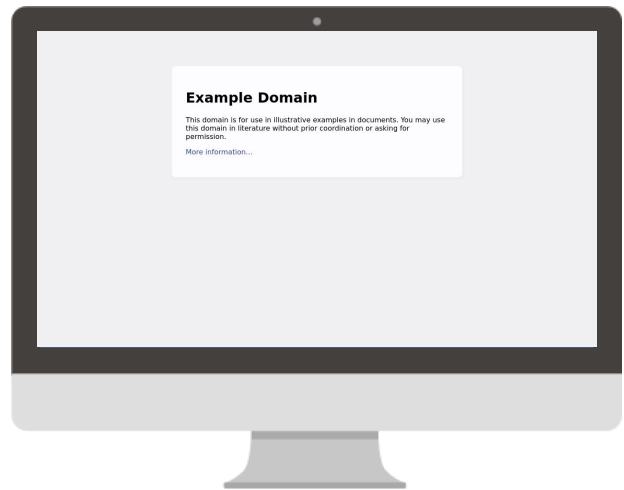 Example Domain
This domain is for use in illustrative examples in documents. You may use
this domain in literature without prior coordination or asking for
permission.
More information...